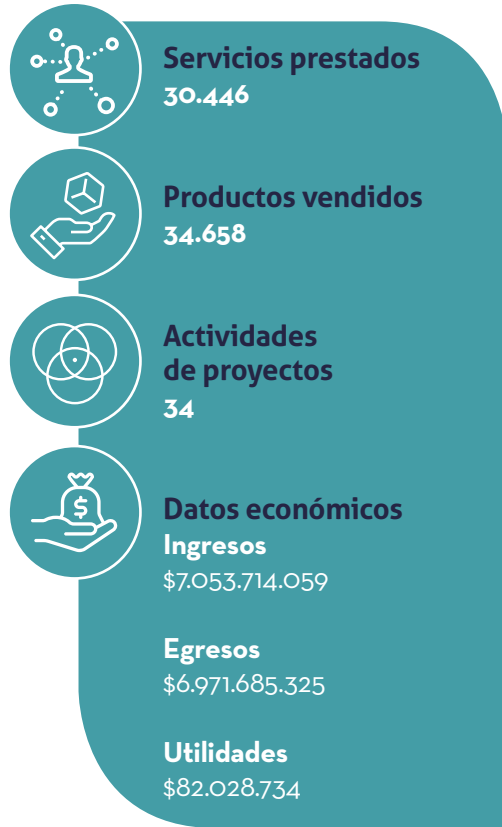 Servicios prestados
30.446
Productos vendidos
34.658
Actividades
de proyectos
34
$
Datos económicos
Ingresos
$7.053.714.059
Egresos
$6.971.685.325
Utilidades
$82.028.734